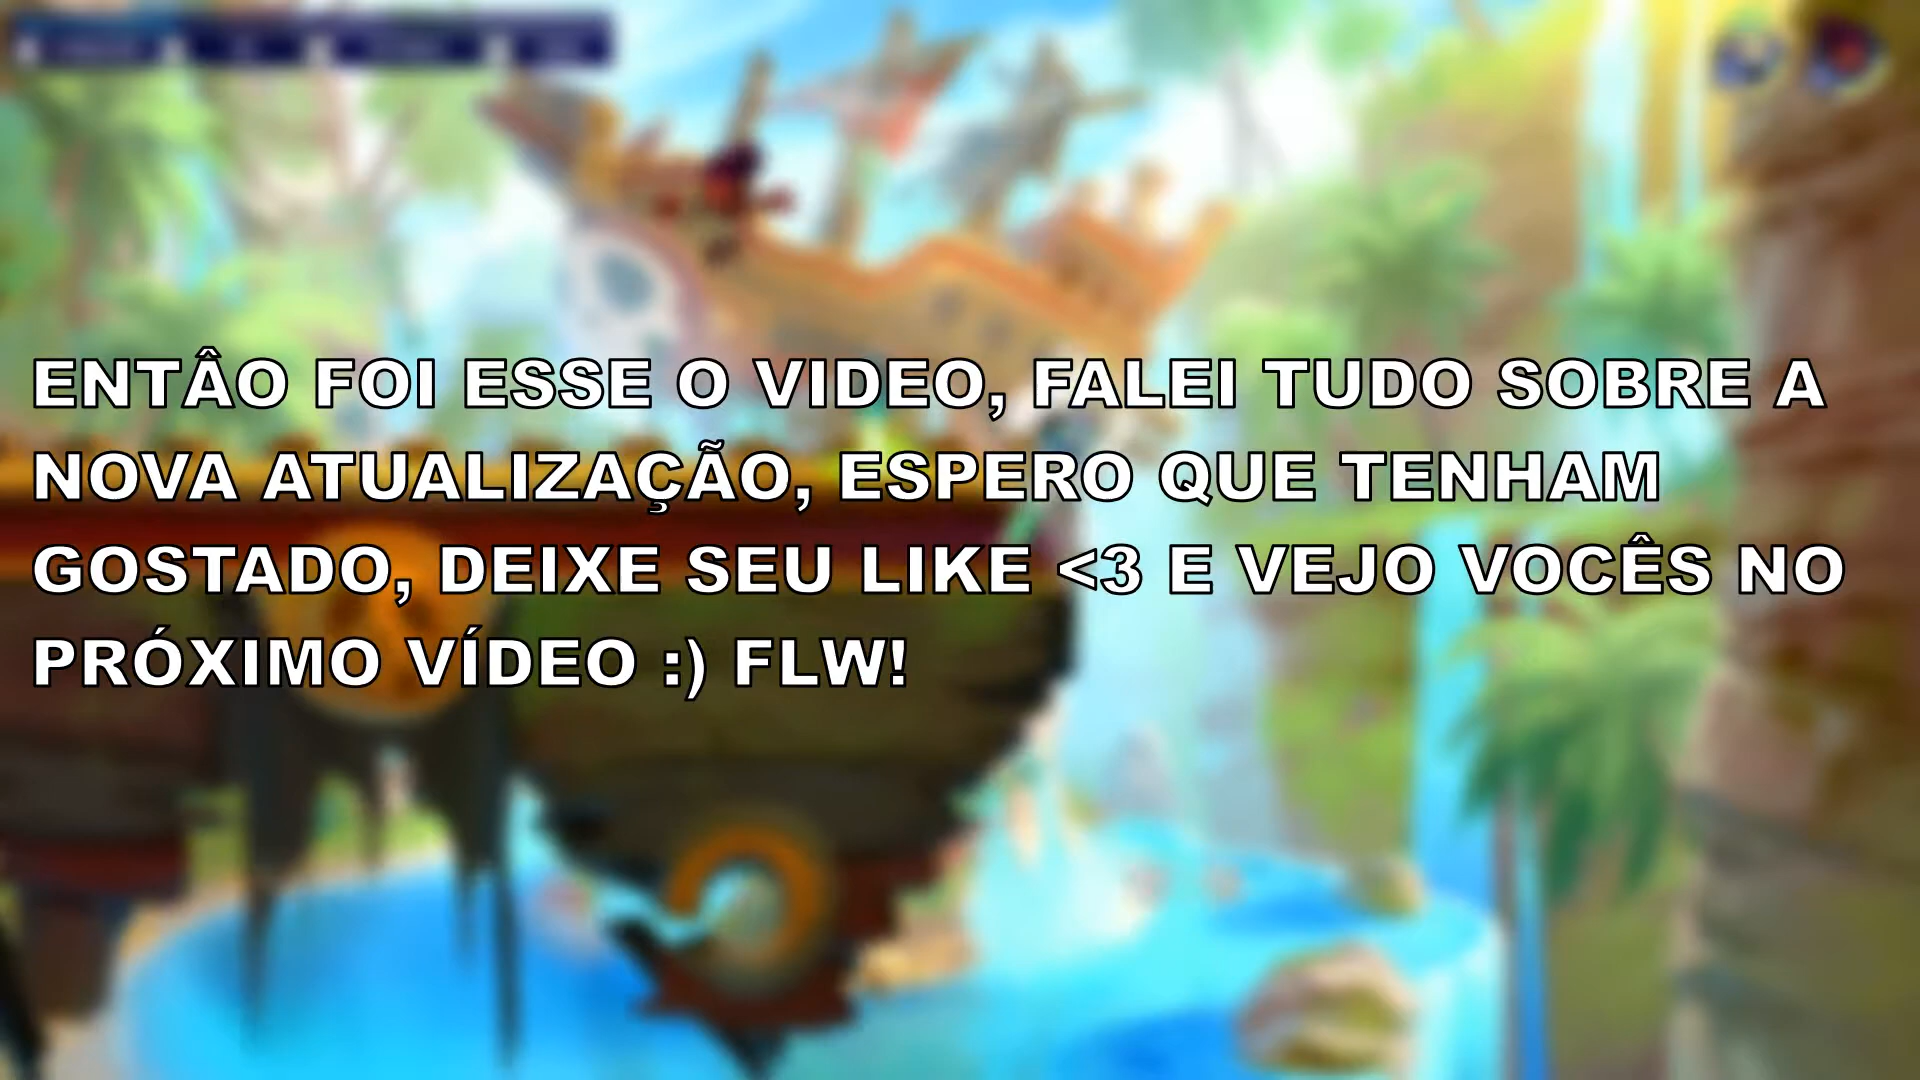 ENTÂO FOI ESSE O VIDEO, FALEI TUDO SOBRE A
NOVA ATUALIZAÇÃO, ESPERO QUE TENHAM
GOSTADO, DEIXE SEU LIKE <3 E VEJO VOCÊS NO
PRÓXIMO VÍDEO :) FLW!